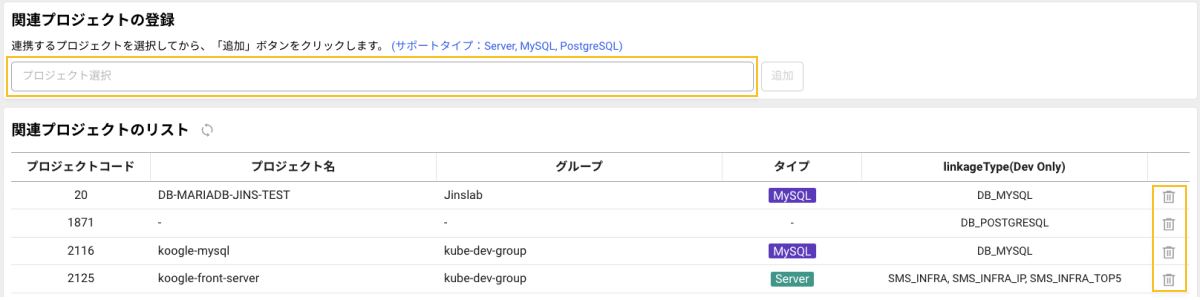 関連プロジェクトの登録
連携するプロジェクトを選択してから、「追加」ボタンをクリックします。 (サポートタイプ：Server, MySQL, PostgreSQL)
プロジェクト選択 追加
関連プロジェクトのリスト
プロジェクトコード プロジェクト名 グループ タイプ linkageType(Dev Only)
20 DB-MARIADB-JINS-TEST Jinslab MySQL DB_MYSQL
1871 - - - DB_POSTGRESQL
2116 koogle-mysql kube-dev-group MySQL DB_MYSQL
2125 koogle-front-server kube-dev-group Server SMS_INFRA, SMS_INFRA_IP, SMS_INFRA_TOP5